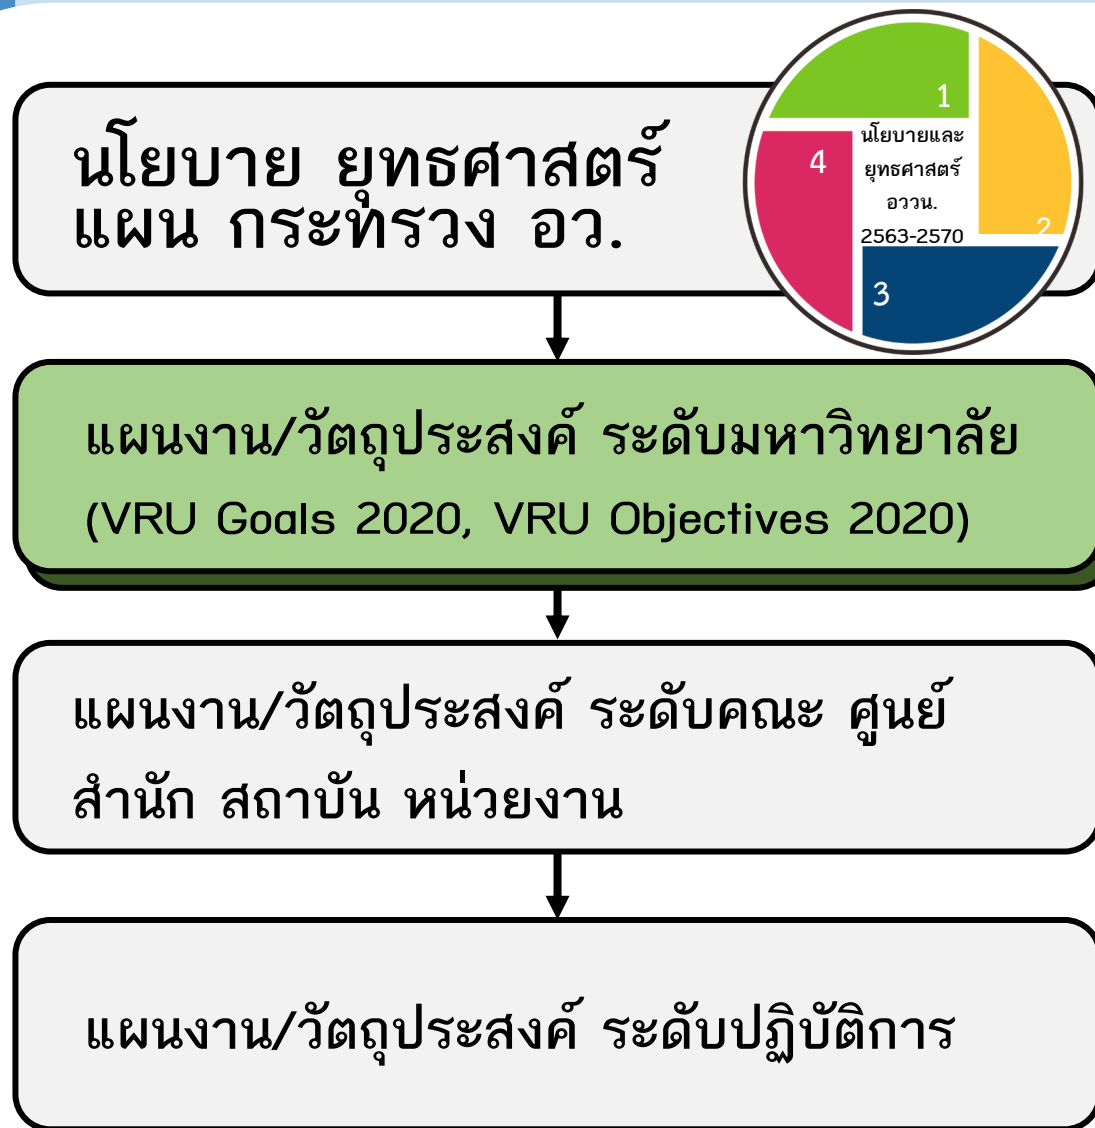 นโยบาย ยุทธศาสตร์
แผน กระทรวง อว.
1
นโยบายและ
ยุทธศาสตร์
อววน.
2563-2570
4
2
3
แผนงาน/วัตถุประสงค์ ระดับมหาวิทยาลัย
(VRU Goals 2020, VRU Objectives 2020)
แผนงาน/วัตถุประสงค์ ระดับคณะ ศูนย์
สำนัก สถาบัน หน่วยงาน
แผนงาน/วัตถุประสงค์ ระดับปฏิบัติการ